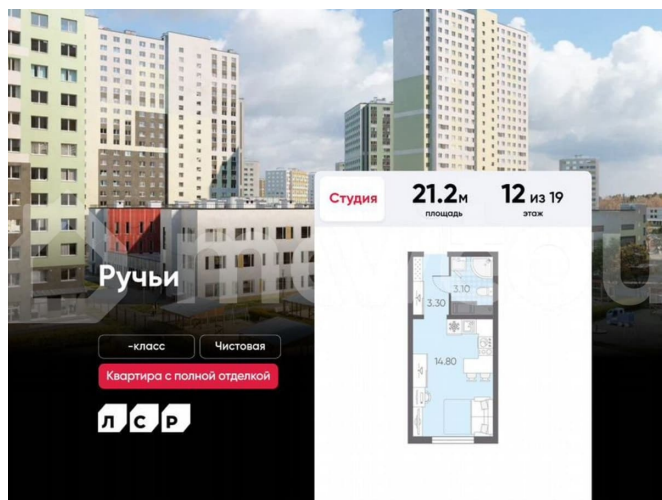 Студия
21.2м
площадь
12 из 19
этаж
Ручьи
3.10
3.30
14.80
-класс
Чистовая
Квартира с полной отделкой
ЛСР